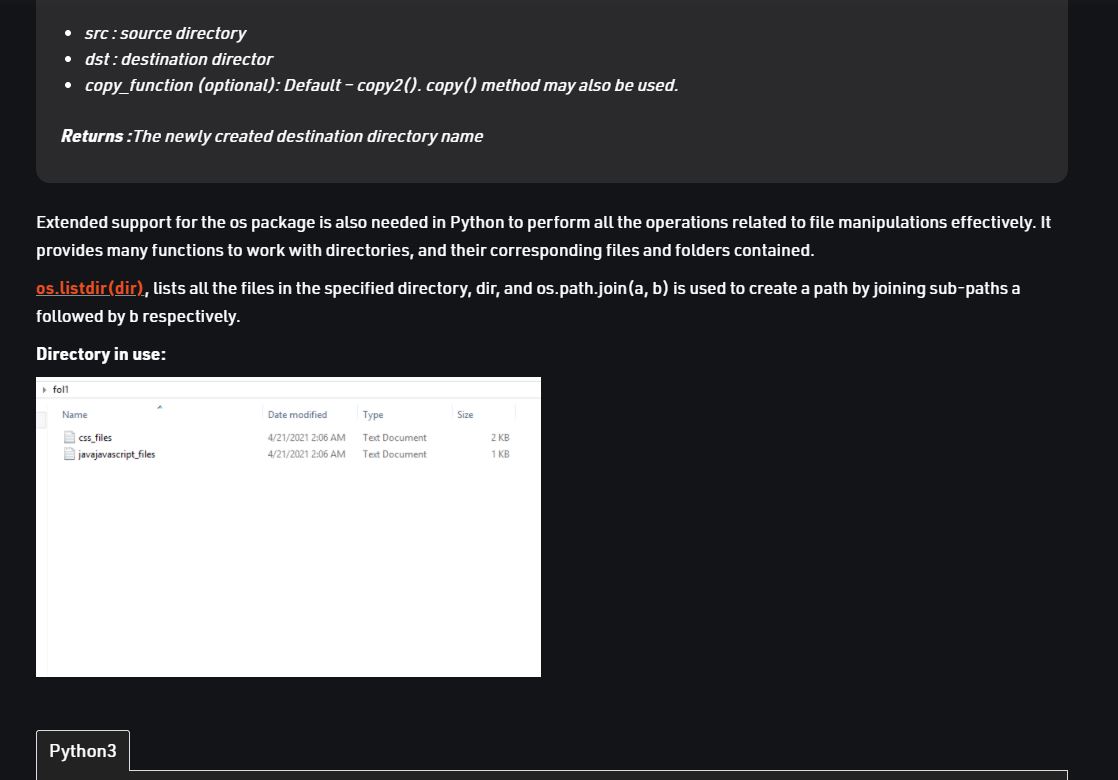 • src : source directory
• dst : destination director
• copy_function (optional): Default – copy2(). copy() method may also be used.
Returns :The newly created destination directory name
Extended support for the os package is also needed in Python to perform all the operations related to file manipulations effectively. It
provides many functions to work with directories, and their corresponding files and folders contained.
os.listdir(dir), lists all the files in the specified directory, dir, and os.path.join(a, b) is used to create a path by joining sub-paths a
followed by b respectively.
Directory in use:
fol1
Name Date modified Type Size
css_files 4/21/2021 2:06 AM Text Document 2 KB
javajavascript_files 4/21/2021 2:06 AM Text Document 1 KB
Python3